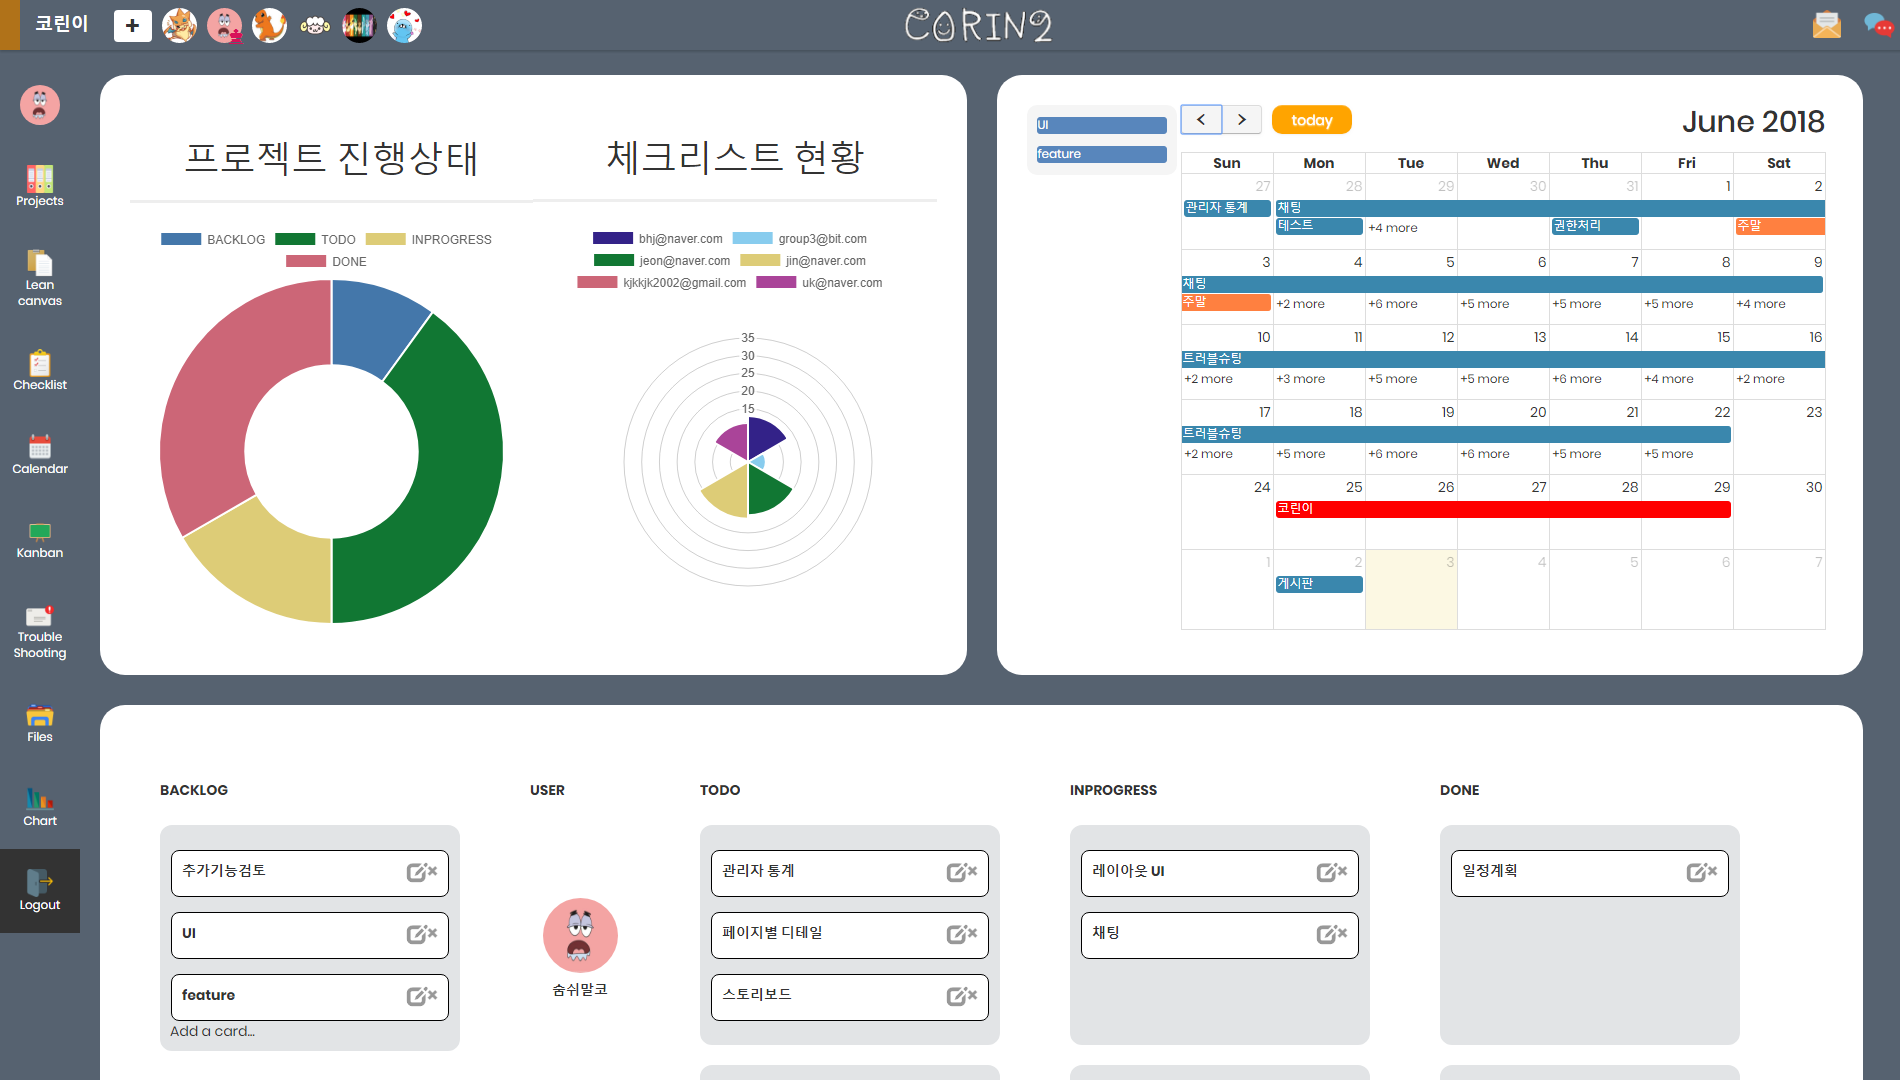 코린이
+
CORIN2
Projects
Lean
canvas
Checklist
Calendar
Kanban
Trouble
Shooting
Files
Chart
Logout
프로젝트 진행상태
BACKLOG TODO INPROGRESS
DONE
체크리스트 현황
bhj@naver.com group3@bit.com
jeon@naver.com jin@naver.com
kjkkjk2002@gmail.com uk@naver.com
35
30
25
20
15
UI
feature
< > today June 2018
Sun Mon Tue Wed Thu Fri Sat
27 28 29 30 31 1 2
관리자 통계 채팅
테스트 +4 more 권한처리 주말
3 4 5 6 7 8 9
채팅
주말 +2 more +6 more +5 more +5 more +5 more +4 more
10 11 12 13 14 15 16
트러블슈팅
+2 more +3 more +5 more +5 more +6 more +4 more +2 more
17 18 19 20 21 22 23
트러블슈팅
+2 more +5 more +6 more +6 more +5 more +5 more
24 25 26 27 28 29 30
코린이
1 2 3 4 5 6 7
게시판
BACKLOG USER TODO INPROGRESS DONE
추가기능검토 관리자 통계 레이아웃 UI 일정계획
UI 페이지별 디테일 채팅
숨쉬말코
feature 스토리보드
Add a card...